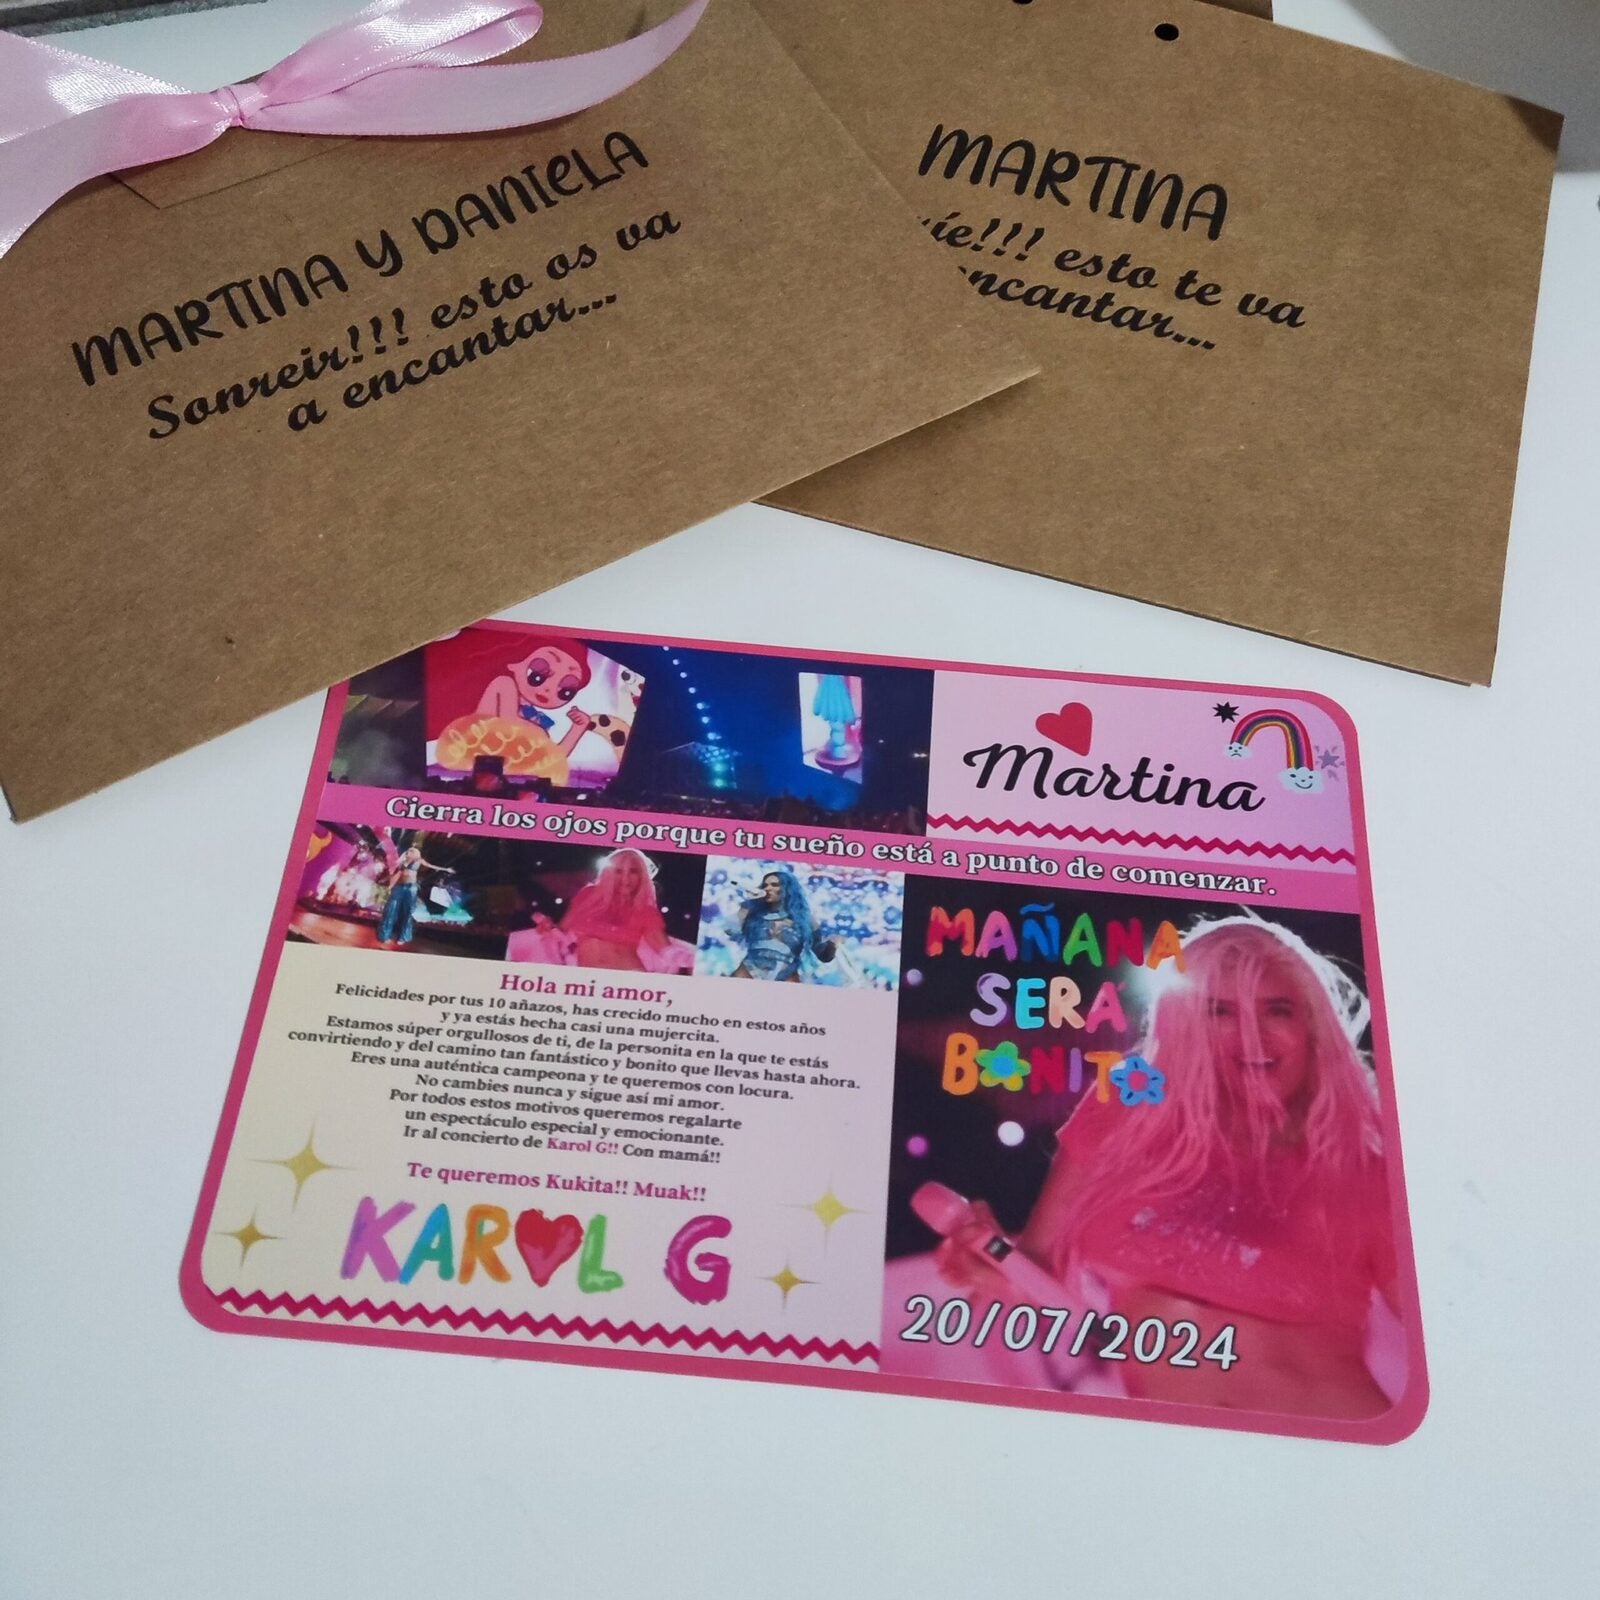 MARTINA Y DANIELA
Sonreir!!! esto os va
a encantar...
MARTINA
esto te va
Martina
Cierra los ojos porque tu sueño está a punto de comenzar.
Hola mi amor,
Felicidades por tus 10 añazos, has crecido mucho en estos años
y ya estás hecha casi una mujercita.
Estamos súper orgullosos de ti, de la personita en la que te estás
convirtiendo y del camino tan fantástico y bonito que llevas hasta ahora.
Eres una auténtica campeona y te queremos con locura.
No cambies nunca y sigue así mi amor.
Por todos estos motivos queremos regalarte
un espectáculo especial y emocionante.
Ir al concierto de Karol G!! Con mamá!!
Te queremos Kukita!! Muak!!
KAROL G
MAÑANA
SERÁ
BONITO
20/07/2024